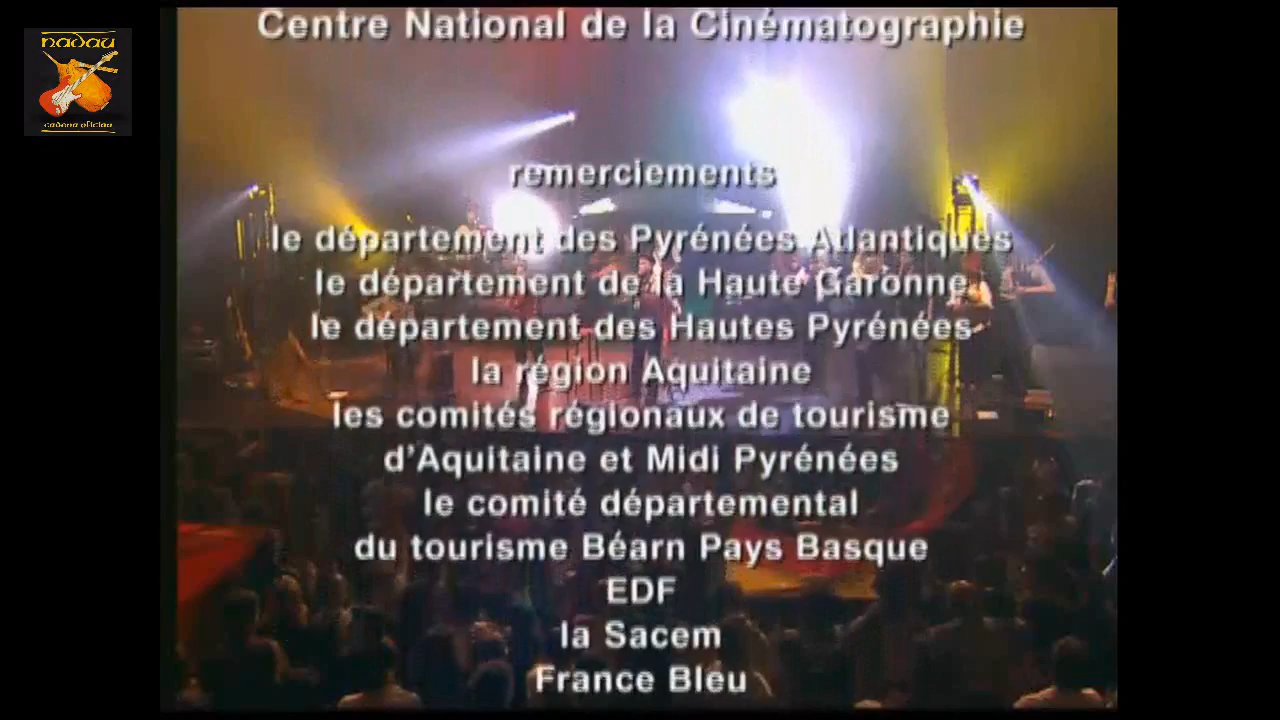 Centre National de la Cinématographie
nadau
cadena oficiau
remerciements
le département des Pyrénées Atlantiques
le département de la Haute Garonne
le département des Hautes Pyrénées
la région Aquitaine
les comités régionaux de tourisme
d'Aquitaine et Midi Pyrénées
le comité départemental
du tourisme Béarn Pays Basque
EDF
la Sacem
France Bleu